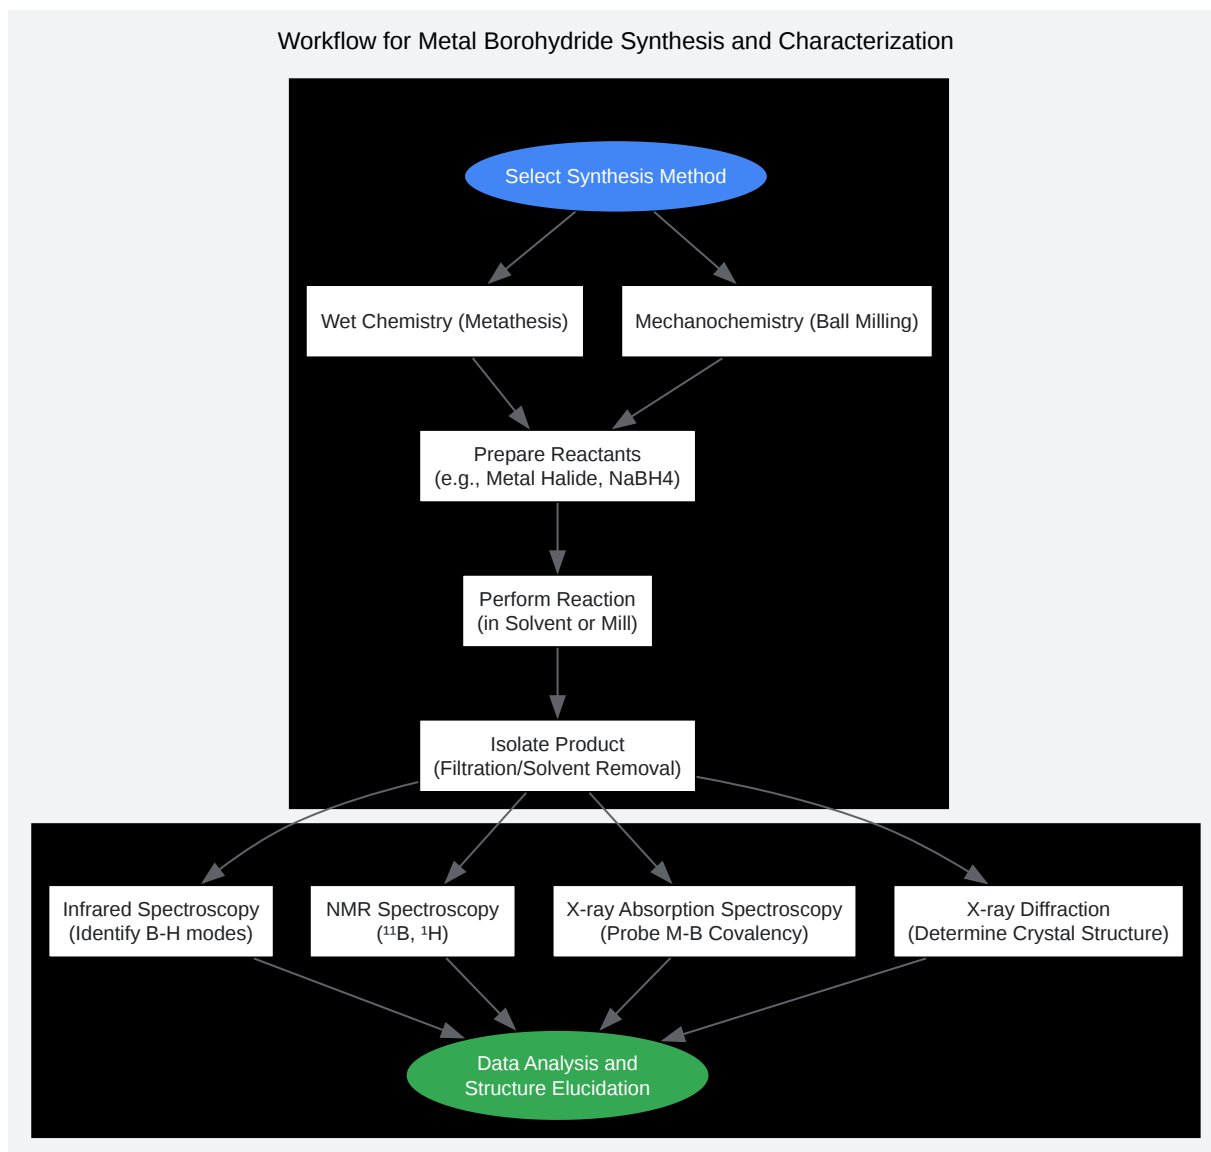 Workflow for Metal Borohydride Synthesis and Characterization
Select Synthesis Method
Wet Chemistry (Metathesis)
Mechanochemistry (Ball Milling)
Prepare Reactants
(e.g., Metal Halide, NaBH4)
Perform Reaction
(in Solvent or Mill)
Isolate Product
(Filtration/Solvent Removal)
Infrared Spectroscopy
(Identify B-H modes)
NMR Spectroscopy
(¹¹B, ¹H)
X-ray Absorption Spectroscopy
(Probe M-B Covalency)
X-ray Diffraction
(Determine Crystal Structure)
Data Analysis and
Structure Elucidation